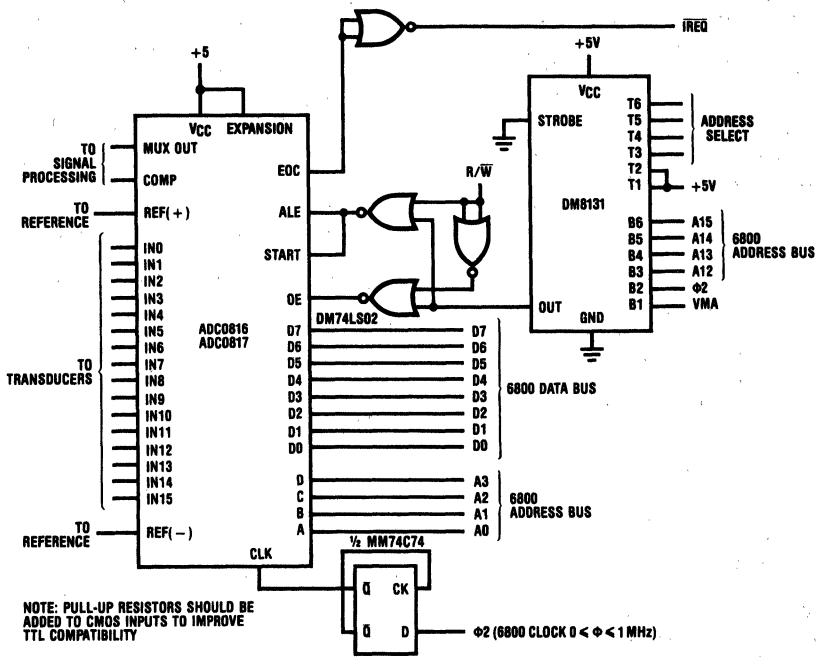 IREQ
+5
+5V
VCC EXPANSION
VCC
TO
SIGNAL
PROCESSING
MUX OUT
COMP
TO
REFERENCE
REF(+)
EOC
ALE
START
OE
R/W
STROBE
T6
T5
T4
T3
T2
T1
ADDRESS
SELECT
+5V
DM8131
B6
B5
B4
B3
B2
B1
A15
A14
A13
A12
Φ2
VMA
6800
ADDRESS BUS
OUT
GND
DM74LS02
IN0
IN1
IN2
IN3
IN4
IN5
IN6
IN7
IN8
IN9
IN10
IN11
IN12
IN13
IN14
IN15
TO
TRANSDUCERS
ADC0816
ADC0817
D7
D6
D5
D4
D3
D2
D1
D0
D7
D6
D5
D4
D3
D2
D1
D0
6800 DATA BUS
D
C
B
A
A3
A2
A1
A0
6800
ADDRESS BUS
TO
REFERENCE
REF(−)
CLK
½ MM74C74
Q̅ CK
Q̅ D
Φ2 (6800 CLOCK 0 ⩽ Φ ⩽ 1 MHz)
NOTE: PULL-UP RESISTORS SHOULD BE
ADDED TO CMOS INPUTS TO IMPROVE
TTL COMPATIBILITY